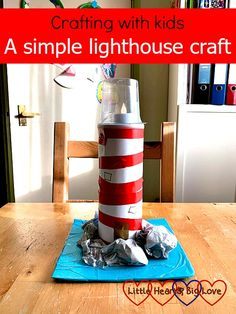 Crafting with kids
A simple lighthouse craft
Little Hearts, Big Love